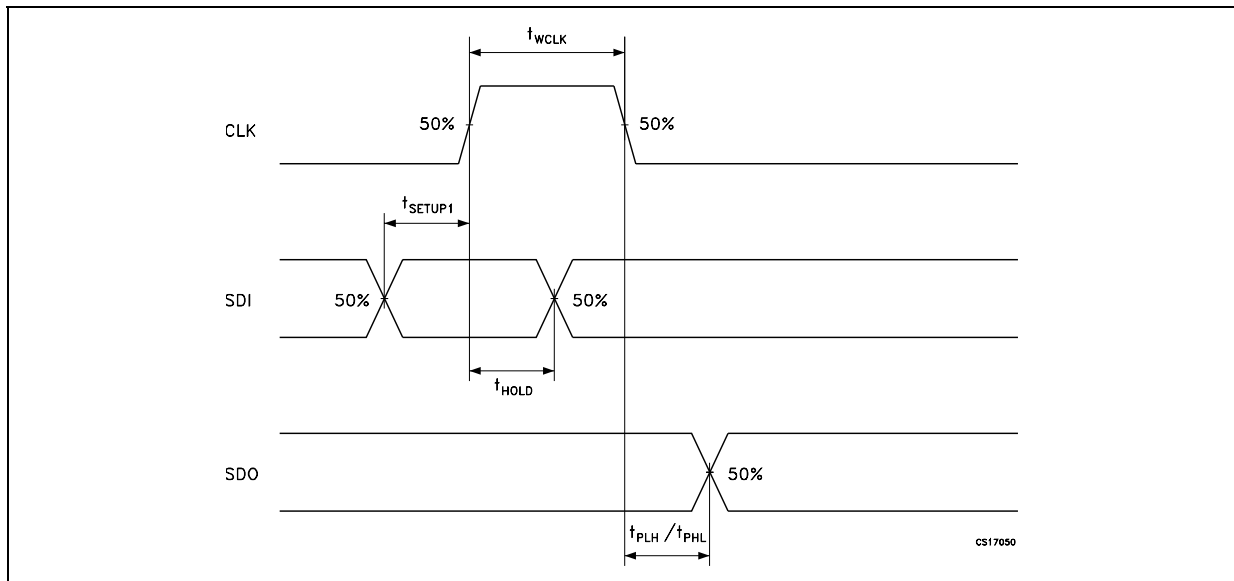 tWCLK
CLK 50% 50%
tSETUP1
SDI 50% 50%
tHOLD
SDO 50%
tPLH /tPHL
CS17050